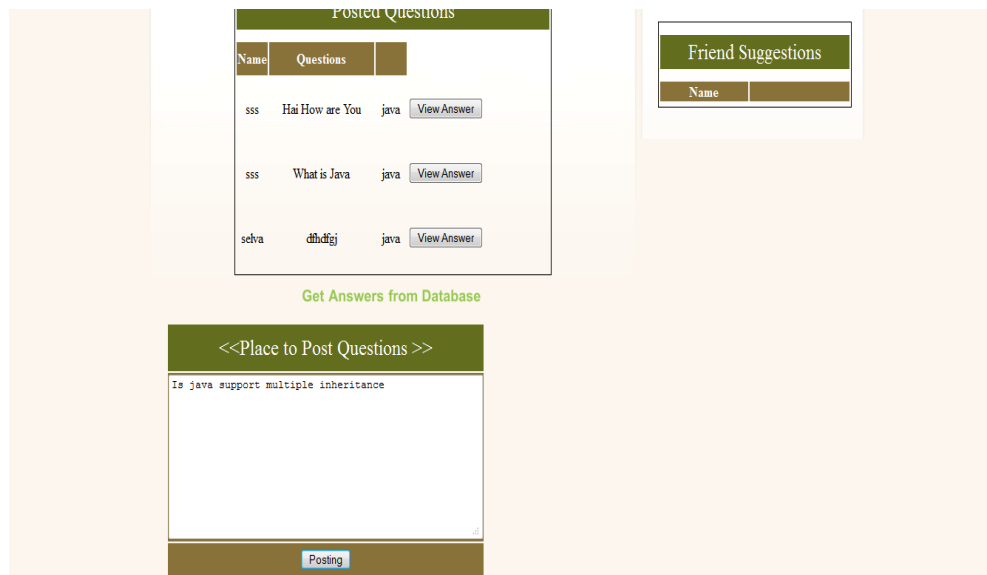 Posted Questions
Name Questions
sss Hai How are You java View Answer
sss What is Java java View Answer
selva dfhdfgj java View Answer
Get Answers from Database
<<Place to Post Questions >>
Is java support multiple inheritance
Posting
Friend Suggestions
Name